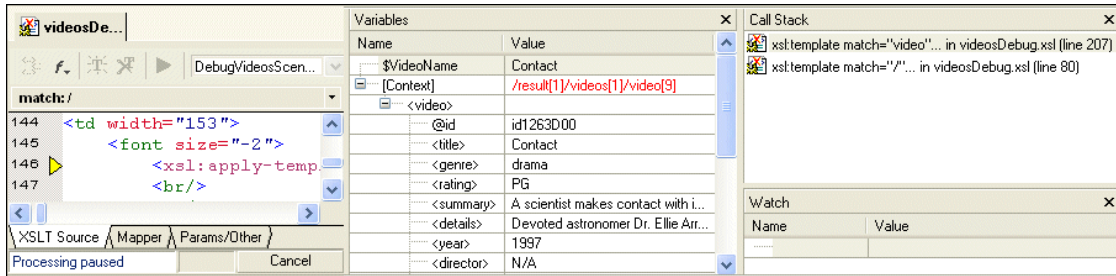 videosDe...
DebugVideosScen...
match: /
144 <td width="153">
145 <font size="-2">
146 <xsl:apply-temp
147 <br/>
XSLT Source Mapper Params/Other
Processing paused Cancel
Variables
Name Value
$VideoName Contact
[Context] /result[1]/videos[1]/video[9]
<video>
@id id1263D00
<title> Contact
<genre> drama
<rating> PG
<summary> A scientist makes contact with i...
<details> Devoted astronomer Dr. Ellie Arr...
<year> 1997
<director> N/A
Call Stack
xsl:template match="video"... in videosDebug.xsl (line 207)
xsl:template match="/"... in videosDebug.xsl (line 80)
Watch
Name Value